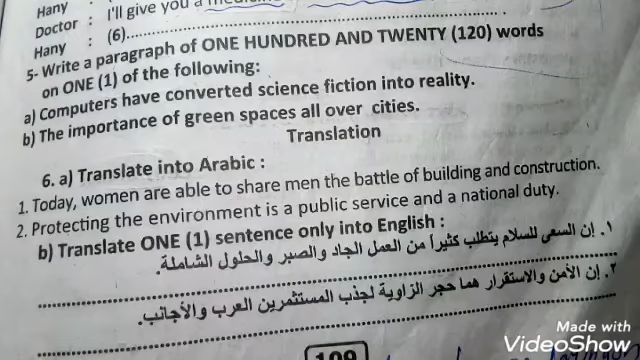 Hany :
Doctor : I'll give you a medicine
Hany : (6)..........
5- Write a paragraph of ONE HUNDRED AND TWENTY (120) words
on ONE (1) of the following:
a) Computers have converted science fiction into reality.
b) The importance of green spaces all over cities.
Translation
6. a) Translate into Arabic :
1. Today, women are able to share men the battle of building and construction.
2. Protecting the environment is a public service and a national duty.
b) Translate ONE (1) sentence only into English :
١. إن السعى للسلام يتطلب كثيراً من العمل الجاد والصبر والحلول الشاملة.
٢. إن الأمن والاستقرار هما حجر الزاوية لجذب المستثمرين العرب والأجانب.
109
Made with
VideoShow